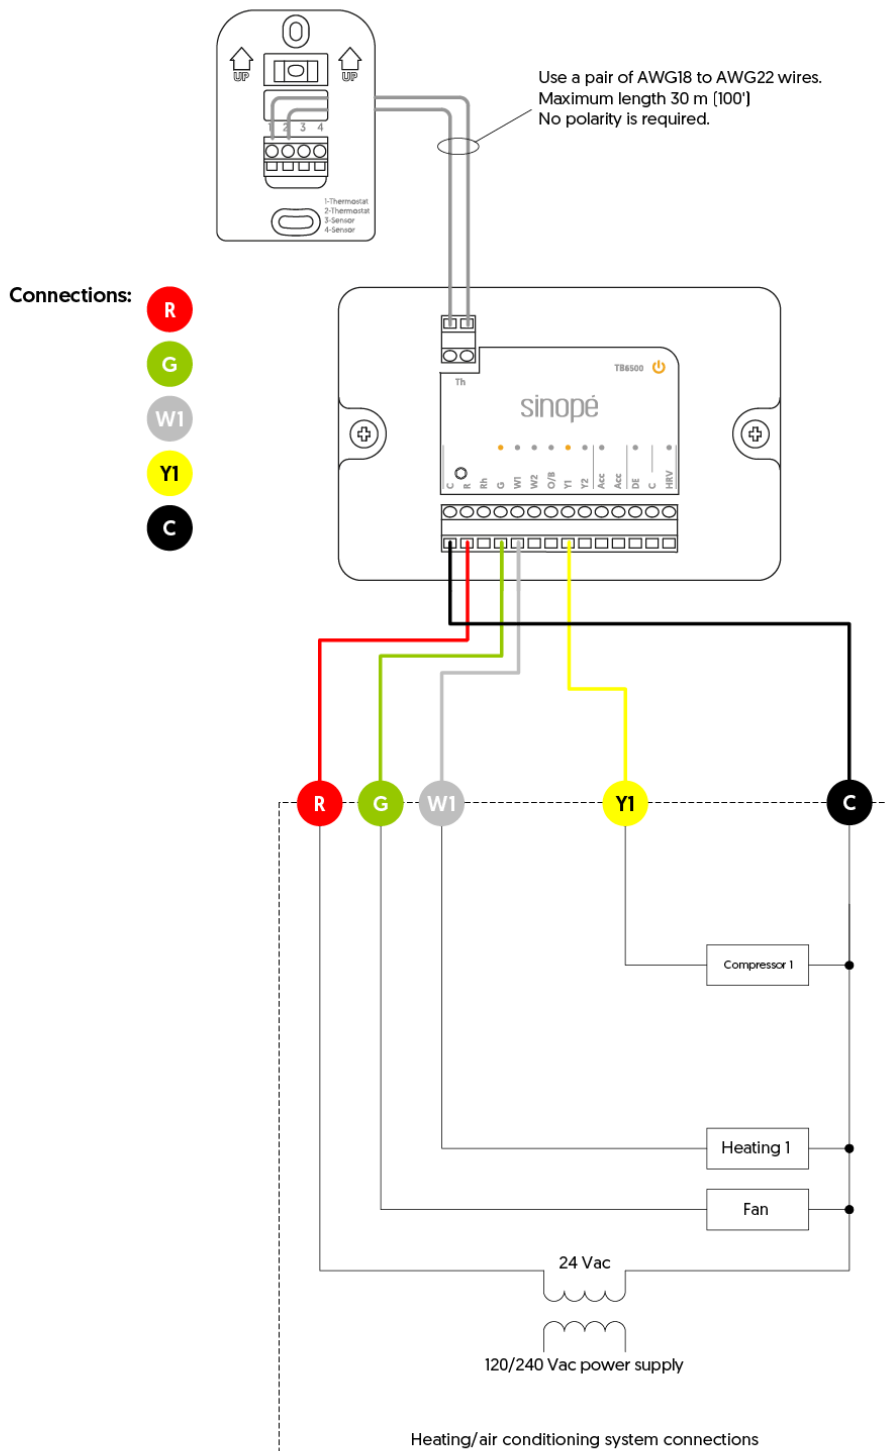 UP
UP
Use a pair of AWG18 to AWG22 wires.
Maximum length 30 m (100')
No polarity is required.
1 2 3 4
1-Thermostat
2-Thermostat
3-Sensor
4-Sensor
Connections:
R
G
W1
Y1
C
Th
TB6500
sinopé
C R Rh G W1 W2 O/B Y1 Y2 Acc Acc DE C HRV
R G W1 Y1 C
Compressor 1
Heating 1
Fan
24 Vac
120/240 Vac power supply
Heating/air conditioning system connections